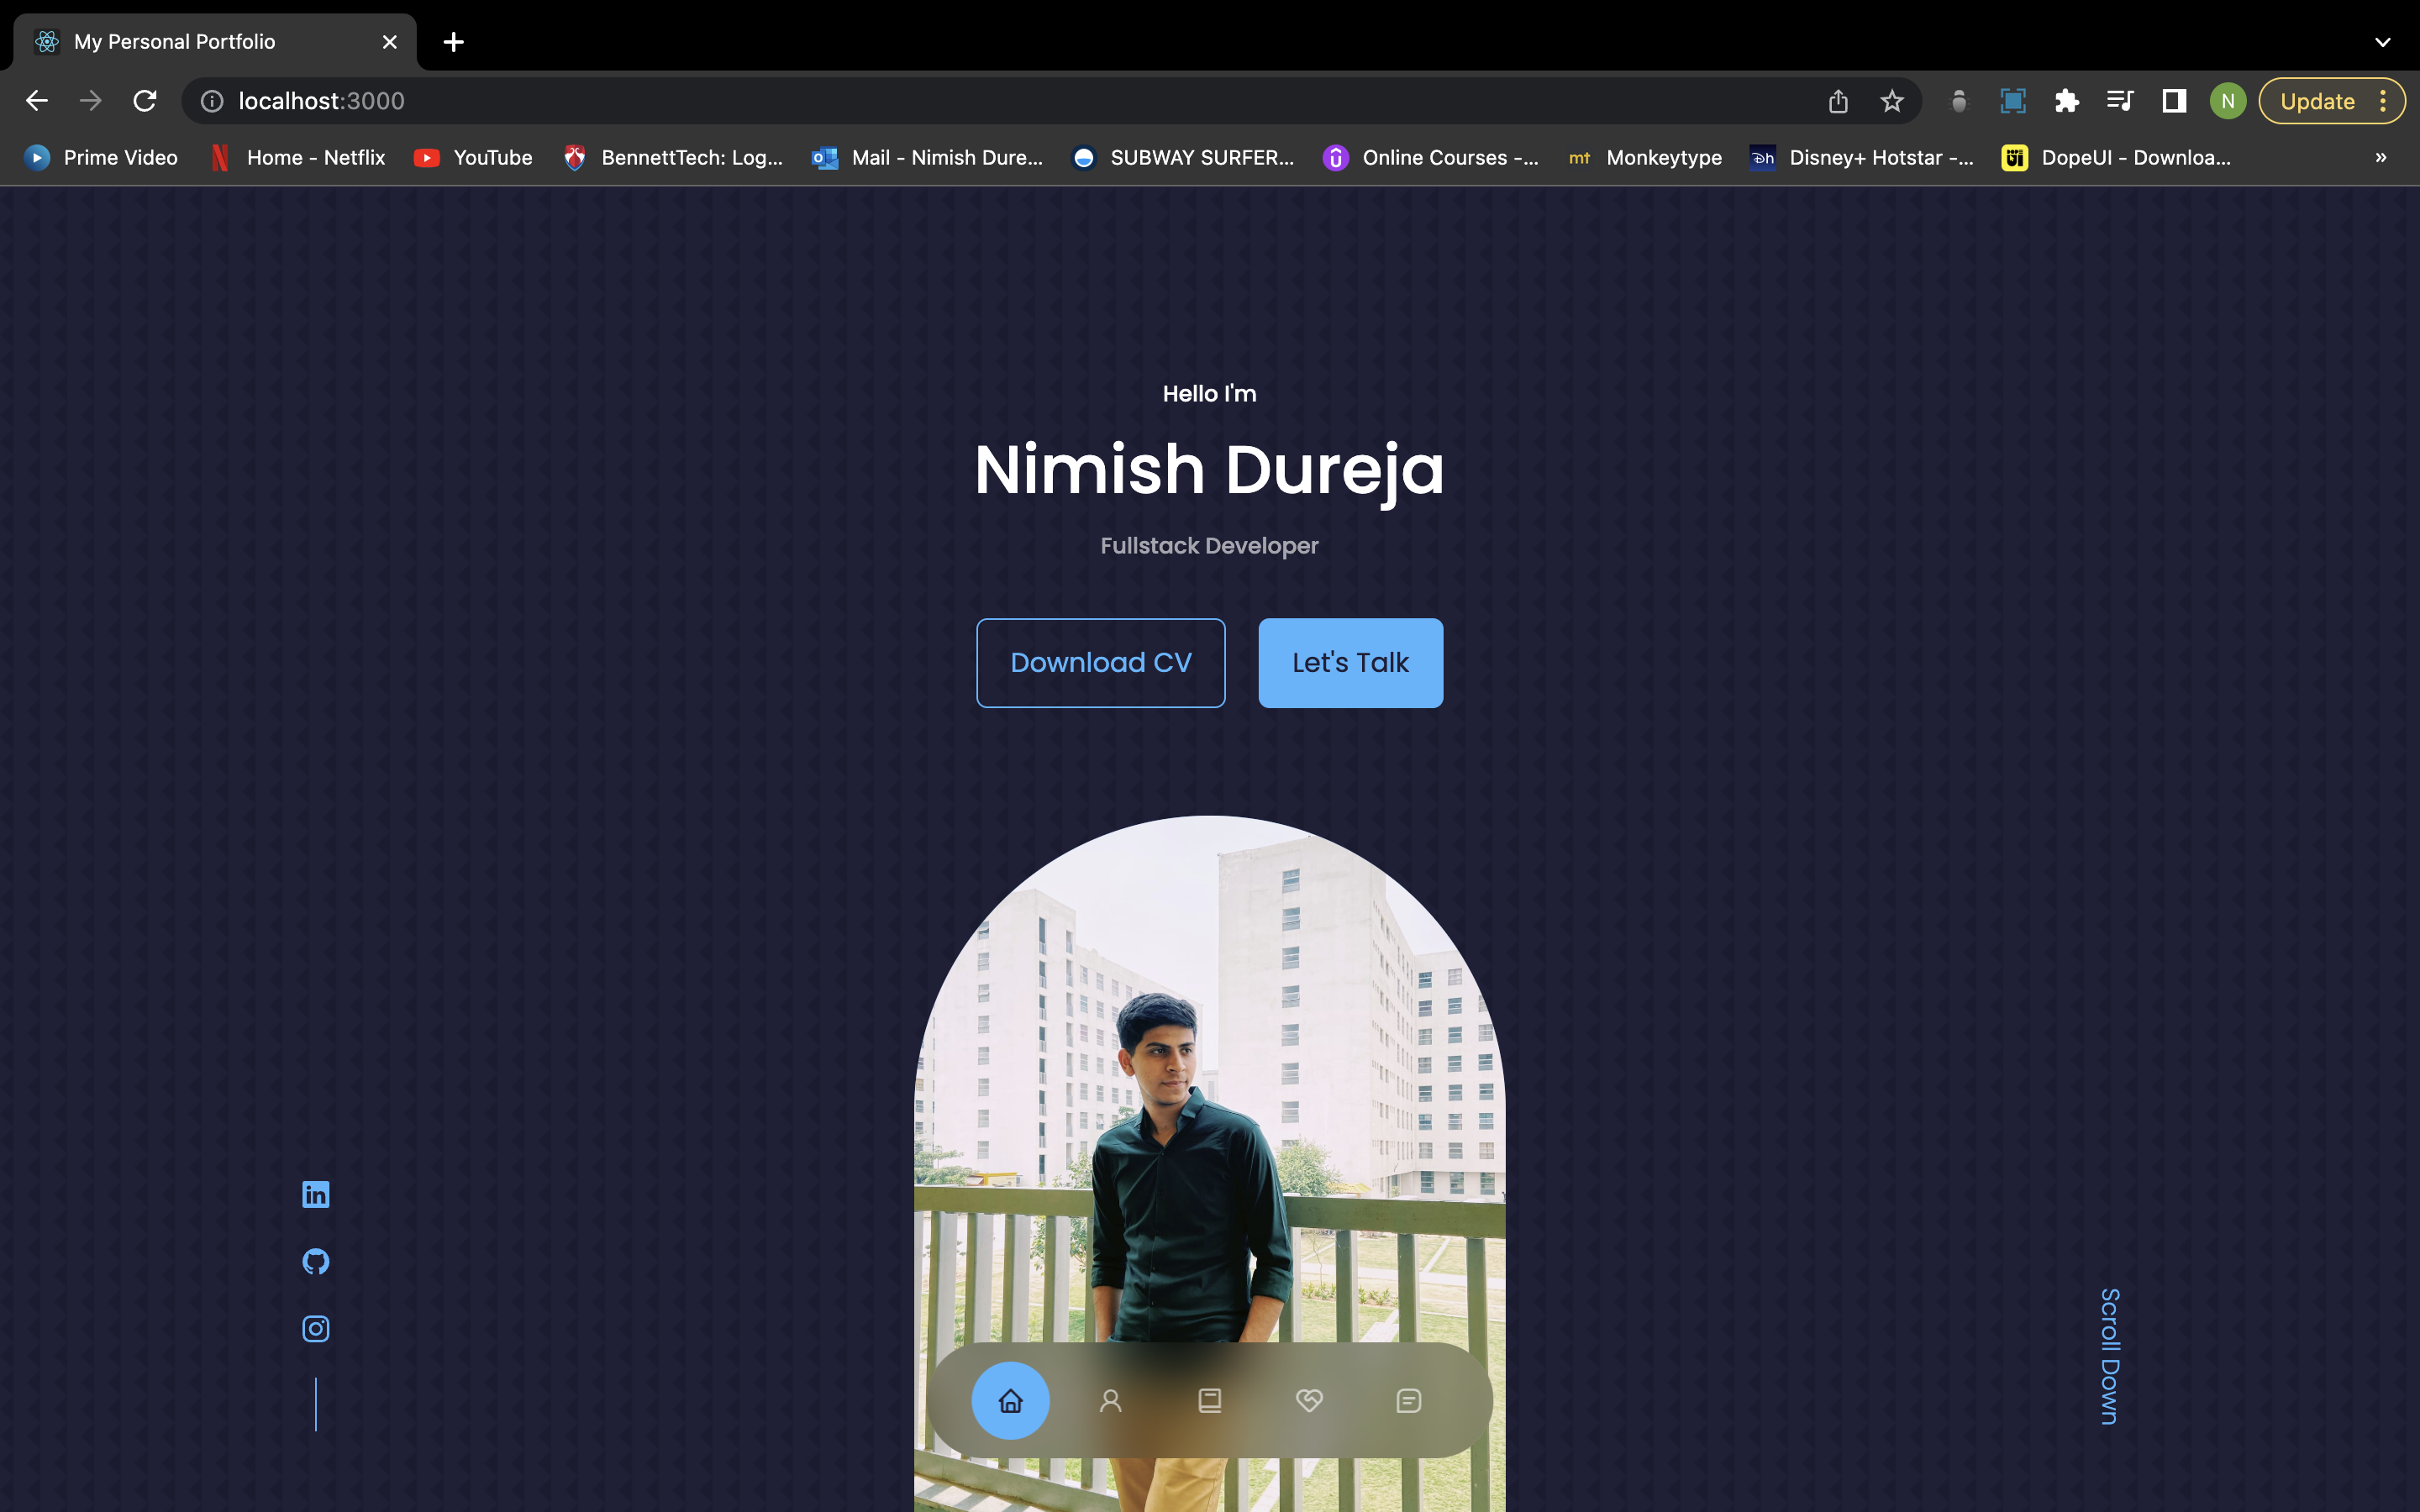 My Personal Portfolio
localhost:3000
N
Update
Prime Video
Home - Netflix
YouTube
BennettTech: Log...
Mail - Nimish Dure...
SUBWAY SURFER...
Online Courses -...
mt
Monkeytype
Disney+ Hotstar -...
DopeUI - Downloa...
»
Hello I'm
Nimish Dureja
Fullstack Developer
Download CV
Let's Talk
in
Scroll Down